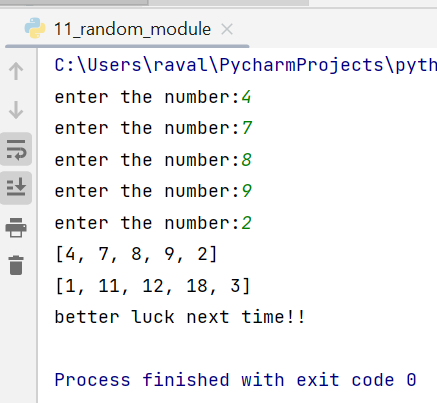 11_random_module
C:\Users\raval\PycharmProjects\pyth
enter the number:4
enter the number:7
enter the number:8
enter the number:9
enter the number:2
[4, 7, 8, 9, 2]
[1, 11, 12, 18, 3]
better luck next time!!
Process finished with exit code 0